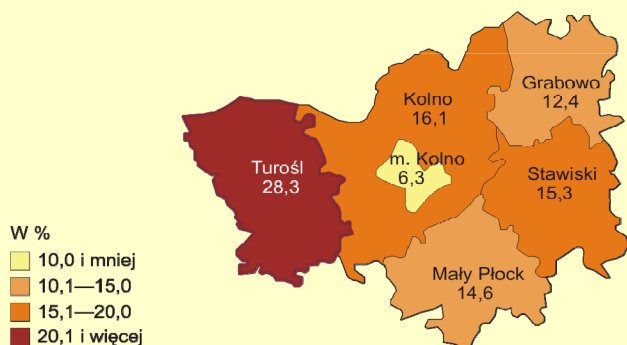 Grabowo
12,4
Kolno
16,1
m. Kolno
6,3
Turośl
28,3
Stawiski
15,3
Mały Płock
14,6
W %
10,0 i mniej
10,1—15,0
15,1—20,0
20,1 i więcej